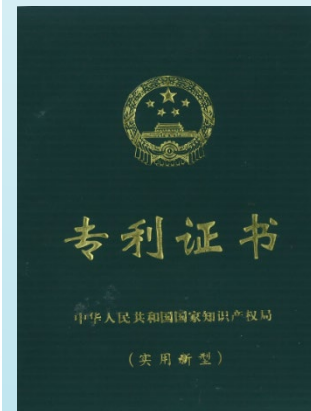 专利证书
中华人民共和国国家知识产权局
(实用新型)